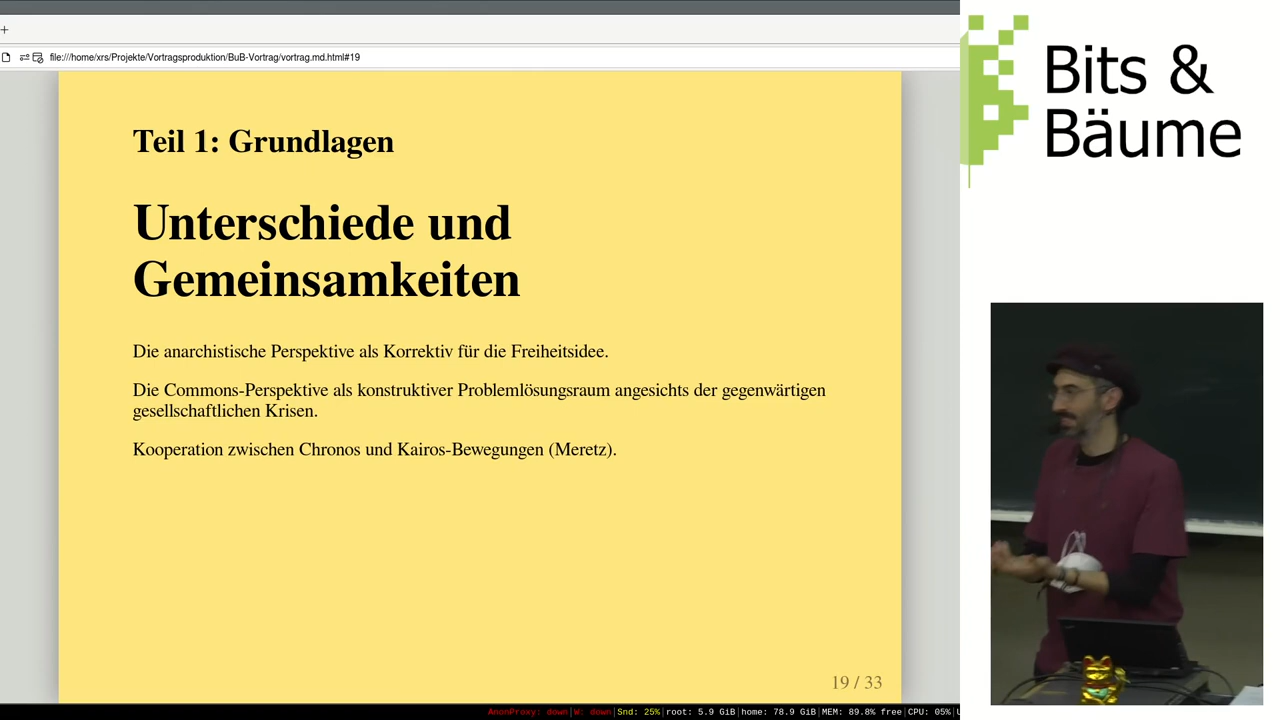 +
file:///home/xrs/Projekte/Vortragsproduktion/BuB-Vortrag/vortrag.md.html#19
Teil 1: Grundlagen
Unterschiede und
Gemeinsamkeiten
Die anarchistische Perspektive als Korrektiv für die Freiheitsidee.
Die Commons-Perspektive als konstruktiver Problemlösungsraum angesichts der gegenwärtigen
gesellschaftlichen Krisen.
Kooperation zwischen Chronos und Kairos-Bewegungen (Meretz).
19 / 33
AnonProxy: down|W: down|Snd: 25%|root: 5.9 GiB|home: 78.9 GiB|MEM: 89.8% free|CPU: 05%|
Bits &
Bäume